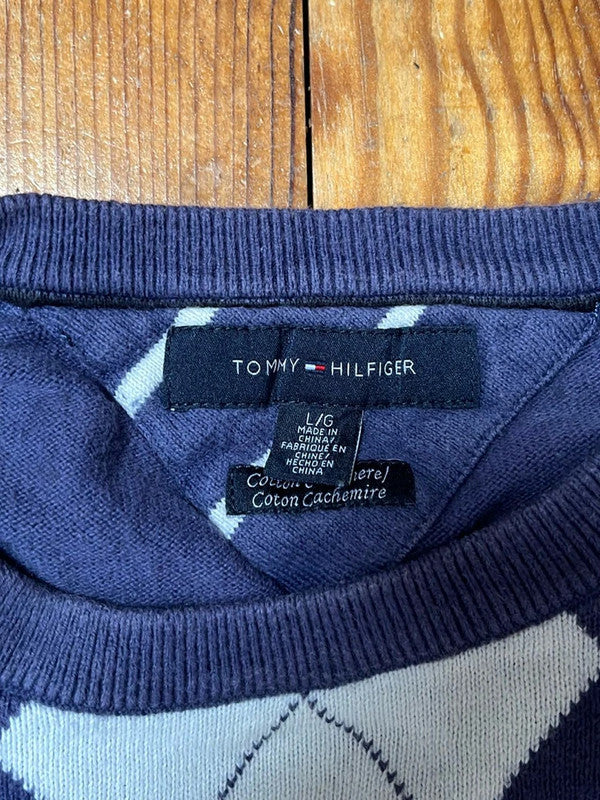 TOMMY HILFIGER
L/G
MADE IN
CHINA/
FABRIQUÉ EN
CHINE/
HECHO EN
CHINA
Cotton
Coton Cachemire